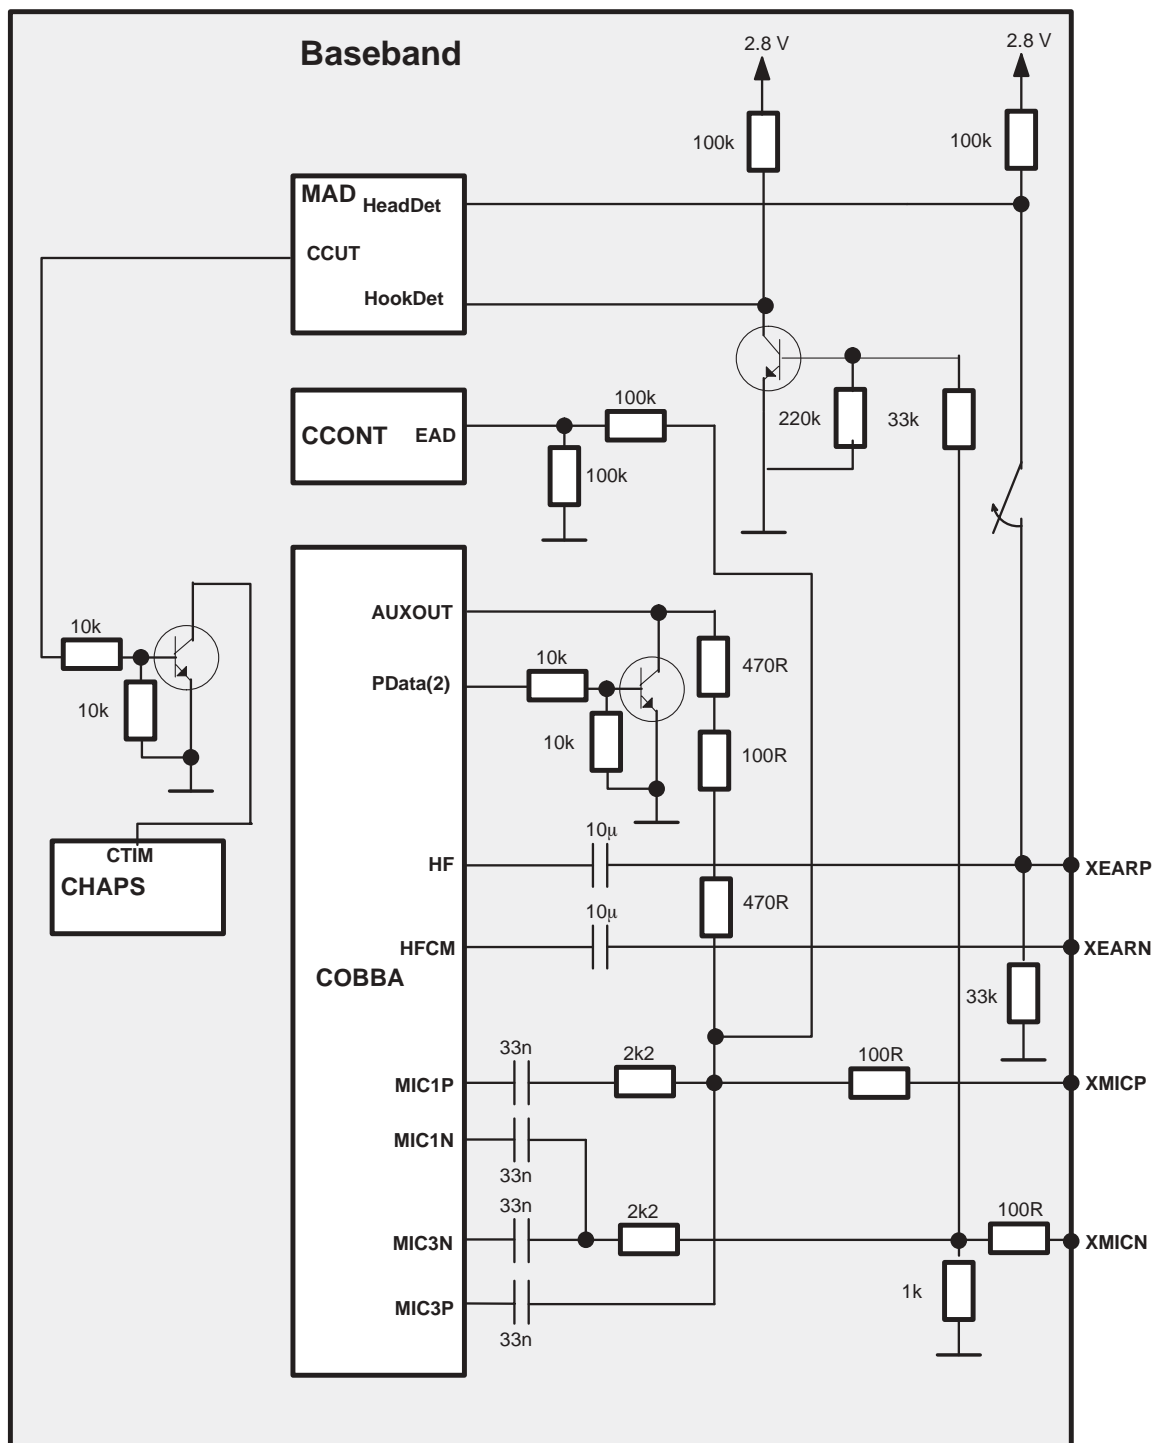 2.8 V
2.8 V
Baseband
100k
100k
MAD
HeadDet
CCUT
HookDet
100k
220k
33k
CCONT
EAD
100k
AUXOUT
10k
10k
470R
PData(2)
10k
10k
100R
10µ
CTIM
HF
XEARP
CHAPS
470R
10µ
HFCM
XEARN
COBBA
33k
33n
2k2
100R
MIC1P
XMICP
MIC1N
33n
33n
2k2
100R
MIC3N
XMICN
1k
MIC3P
33n